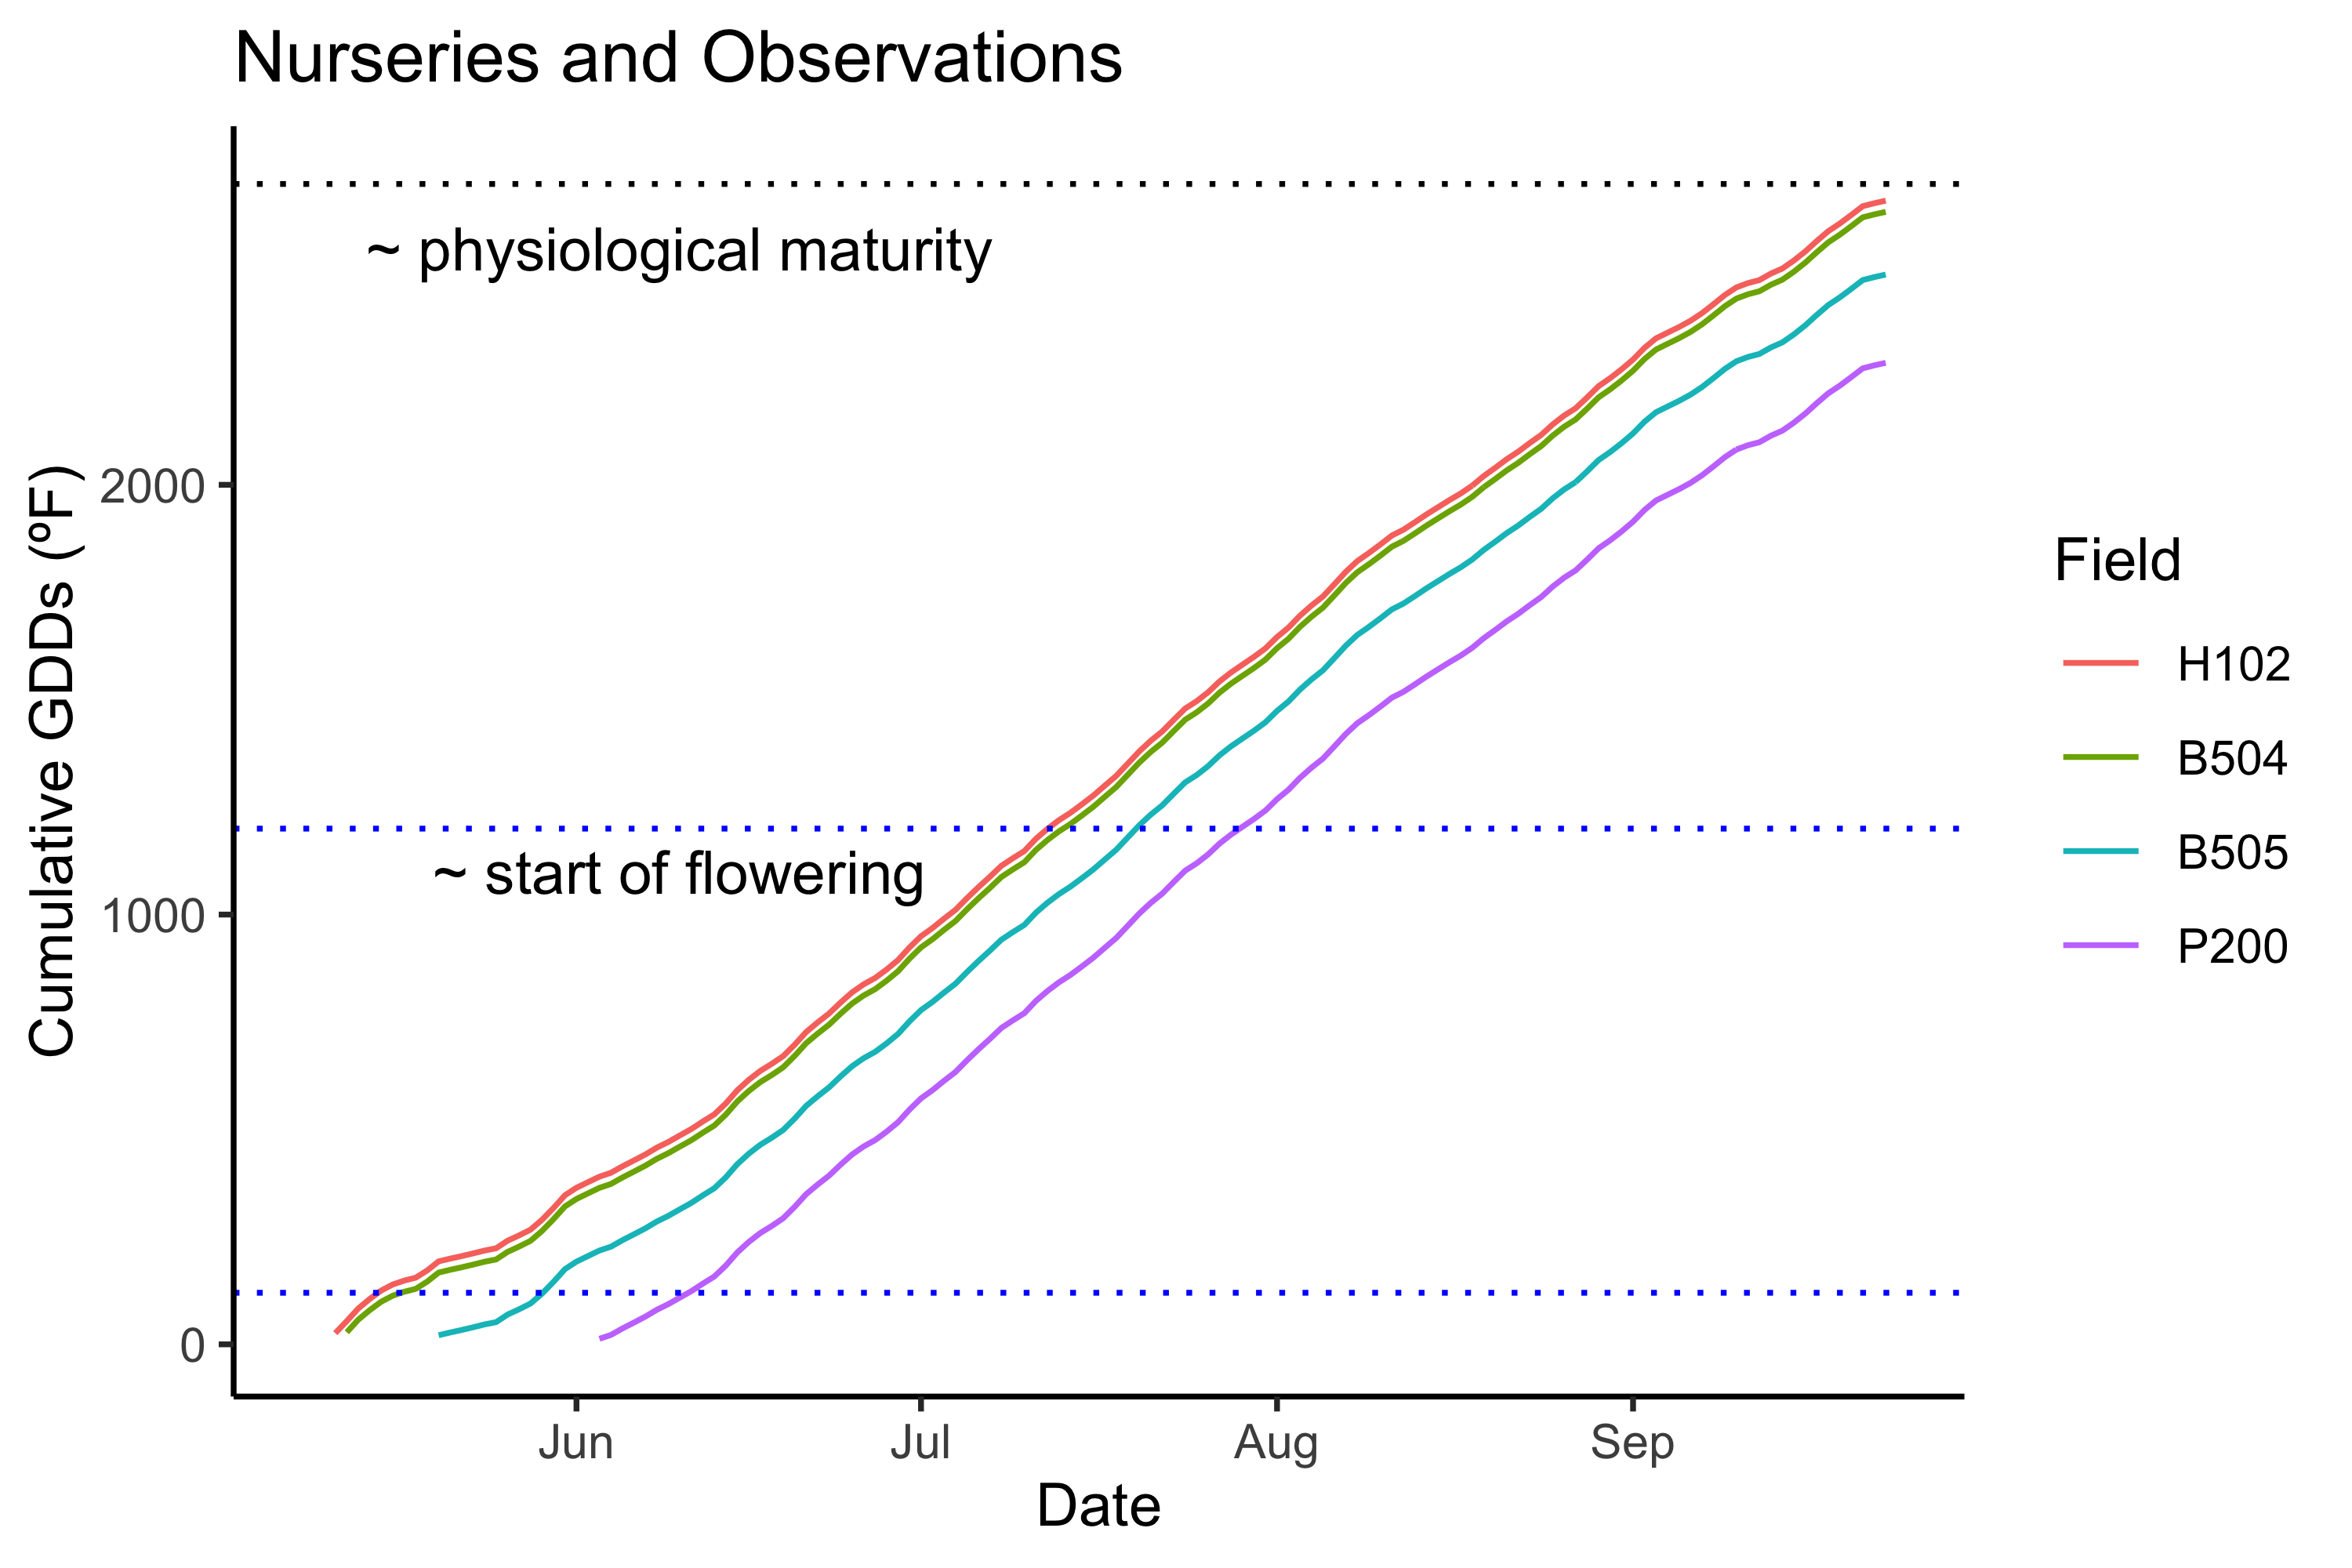 Nurseries and Observations
~ physiological maturity
~ start of flowering
Cumulative GDDs (ºF)
2000
1000
0
Jun
Jul
Aug
Sep
Date
Field
H102
B504
B505
P200